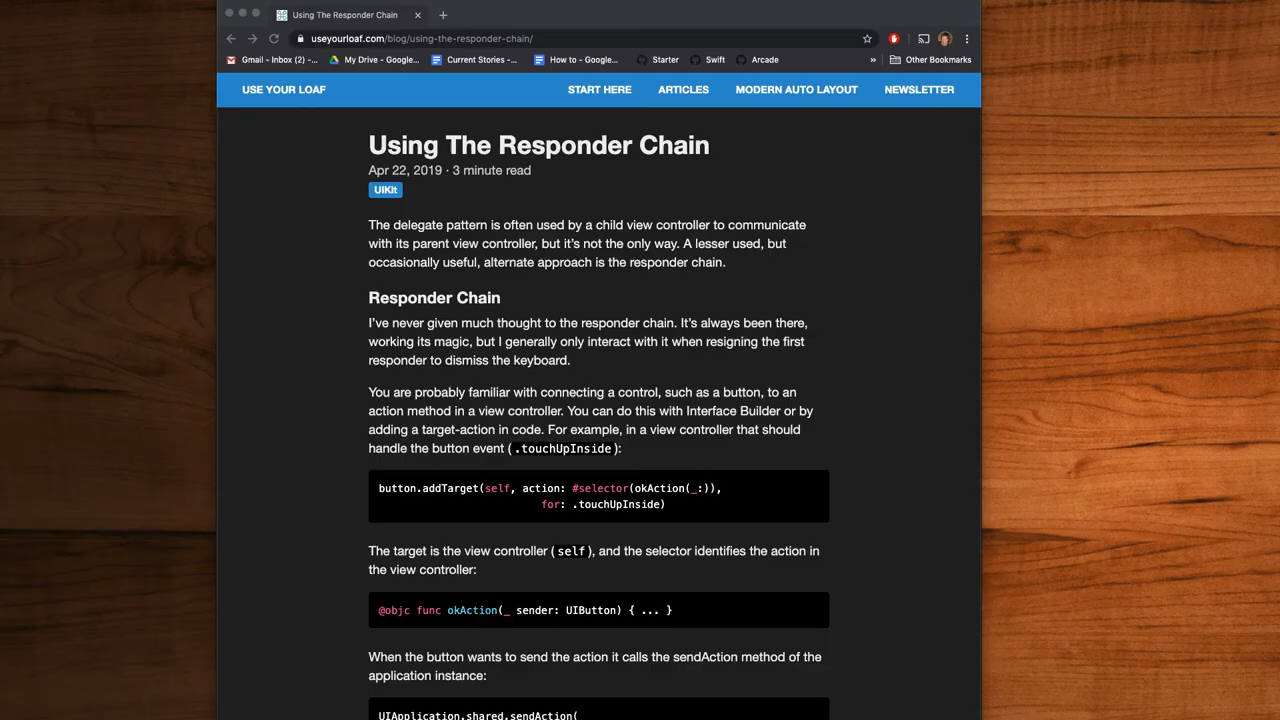 Using The Responder Chain
useyourloaf.com/blog/using-the-responder-chain/
Gmail - Inbox (2) -... My Drive - Google... Current Stories -... How to - Google... Starter Swift Arcade » Other Bookmarks
USE YOUR LOAF START HERE ARTICLES MODERN AUTO LAYOUT NEWSLETTER
Using The Responder Chain
Apr 22, 2019 · 3 minute read
UIKit
The delegate pattern is often used by a child view controller to communicate
with its parent view controller, but it’s not the only way. A lesser used, but
occasionally useful, alternate approach is the responder chain.
Responder Chain
I’ve never given much thought to the responder chain. It’s always been there,
working its magic, but I generally only interact with it when resigning the first
responder to dismiss the keyboard.
You are probably familiar with connecting a control, such as a button, to an
action method in a view controller. You can do this with Interface Builder or by
adding a target-action in code. For example, in a view controller that should
handle the button event (.touchUpInside):
button.addTarget(self, action: #selector(okAction(_:)),
for: .touchUpInside)
The target is the view controller (self), and the selector identifies the action in
the view controller:
@objc func okAction(_ sender: UIButton) { ... }
When the button wants to send the action it calls the sendAction method of the
application instance:
UIApplication.shared.sendAction(